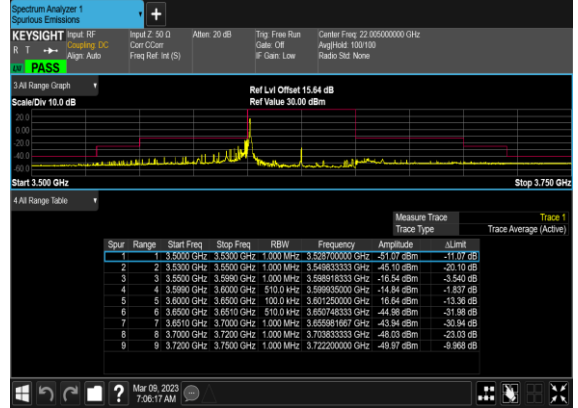 Spectrum Analyzer 1
Spurious Emissions
KEYSIGHT Input: RF Input Z: 50 Ω Atten: 20 dB Trig: Free Run Center Freq: 22.005000000 GHz
R T Coupling: DC Corr CCorr Gate: Off Avg|Hold: 100/100
Align: Auto Freq Ref: Int (S) IF Gain: Low Radio Std: None
PASS
3 All Range Graph
Ref Lvl Offset 15.64 dB
Scale/Div 10.0 dB Ref Value 30.00 dBm
20.0
0.00
-20.0
-40.0
-60.0
Start 3.500 GHz Stop 3.750 GHz
4 All Range Table
Measure Trace Trace 1
Trace Type Trace Average (Active)
Spur Range Start Freq Stop Freq RBW Frequency Amplitude ΔLimit
1 1 3.5000 GHz 3.5300 GHz 1.000 MHz 3.528700000 GHz -51.07 dBm -11.07 dB
2 2 3.5300 GHz 3.5500 GHz 1.000 MHz 3.549833333 GHz -45.10 dBm -20.10 dB
3 3 3.5500 GHz 3.5990 GHz 1.000 MHz 3.598918333 GHz -16.54 dBm -3.540 dB
4 4 3.5990 GHz 3.6000 GHz 510.0 kHz 3.599935000 GHz -14.84 dBm -1.837 dB
5 5 3.6000 GHz 3.6500 GHz 100.0 kHz 3.601250000 GHz 16.64 dBm -13.36 dB
6 6 3.6500 GHz 3.6510 GHz 510.0 kHz 3.650748333 GHz -44.98 dBm -31.98 dB
7 7 3.6510 GHz 3.7000 GHz 1.000 MHz 3.655981667 GHz -43.94 dBm -30.94 dB
8 8 3.7000 GHz 3.7200 GHz 1.000 MHz 3.703833333 GHz -48.03 dBm -23.03 dB
9 9 3.7200 GHz 3.7500 GHz 1.000 MHz 3.722200000 GHz -49.97 dBm -9.968 dB
Mar 09, 2023
7:06:17 AM